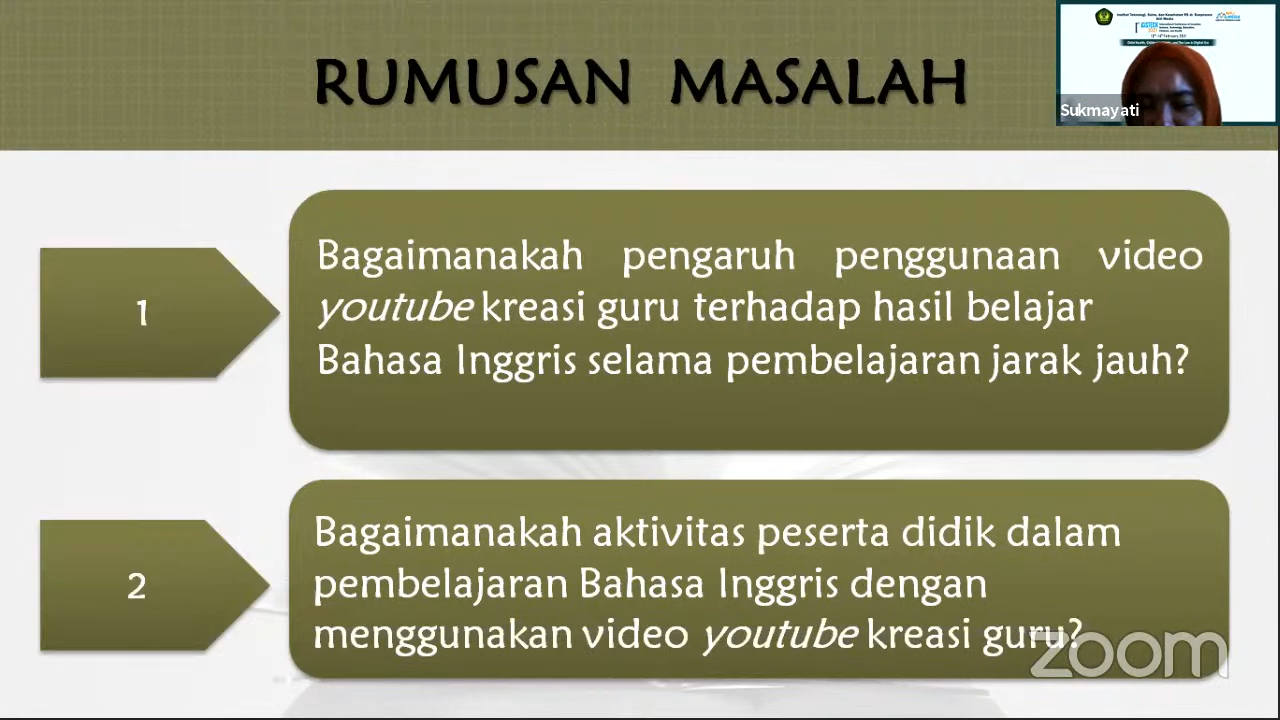 RUMUSAN MASALAH
Sukmayati
1
Bagaimanakah pengaruh penggunaan video
youtube kreasi guru terhadap hasil belajar
Bahasa Inggris selama pembelajaran jarak jauh?
2
Bagaimanakah aktivitas peserta didik dalam
pembelajaran Bahasa Inggris dengan
menggunakan video youtube kreasi guru?
zoom